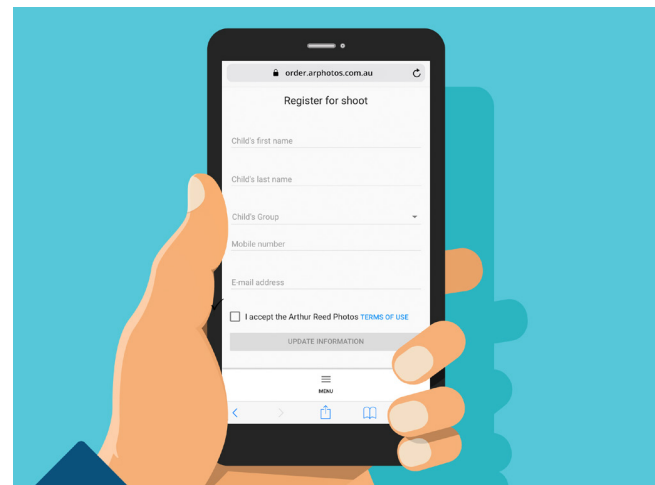 order.arphotos.com.au
Register for shoot
Child's first name
Child's last name
Child's Group
Mobile number
E-mail address
I accept the Arthur Reed Photos TERMS OF USE
UPDATE INFORMATION
MENU